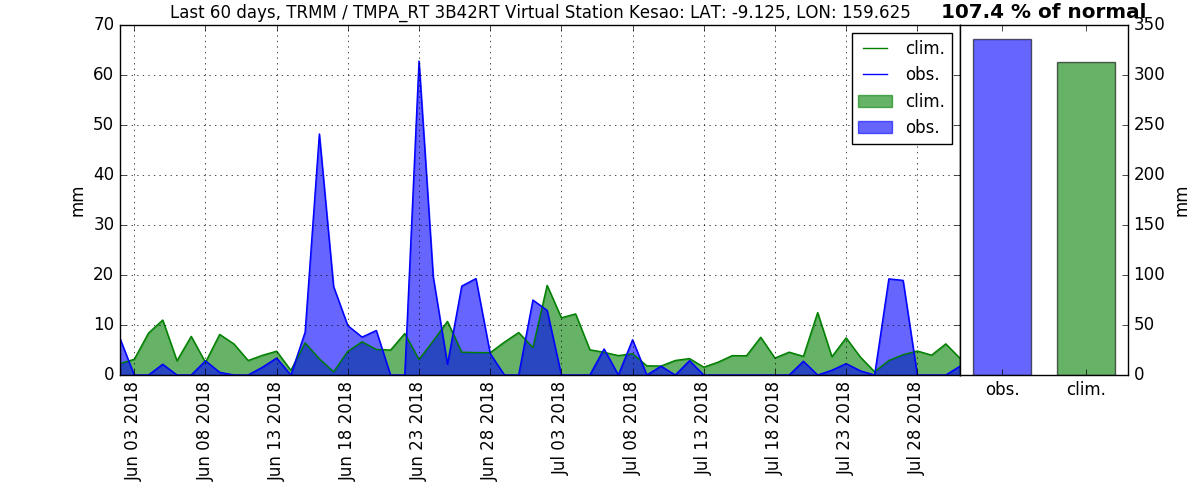 Last 60 days, TRMM / TMPA_RT 3B42RT Virtual Station Kesao: LAT: -9.125, LON: 159.625
107.4 % of normal
70
60
50
40
30
20
10
0
mm
clim.
obs.
clim.
obs.
350
300
250
200
150
100
50
0
mm
Jun 03 2018
Jun 08 2018
Jun 13 2018
Jun 18 2018
Jun 23 2018
Jun 28 2018
Jul 03 2018
Jul 08 2018
Jul 13 2018
Jul 18 2018
Jul 23 2018
Jul 28 2018
obs.
clim.